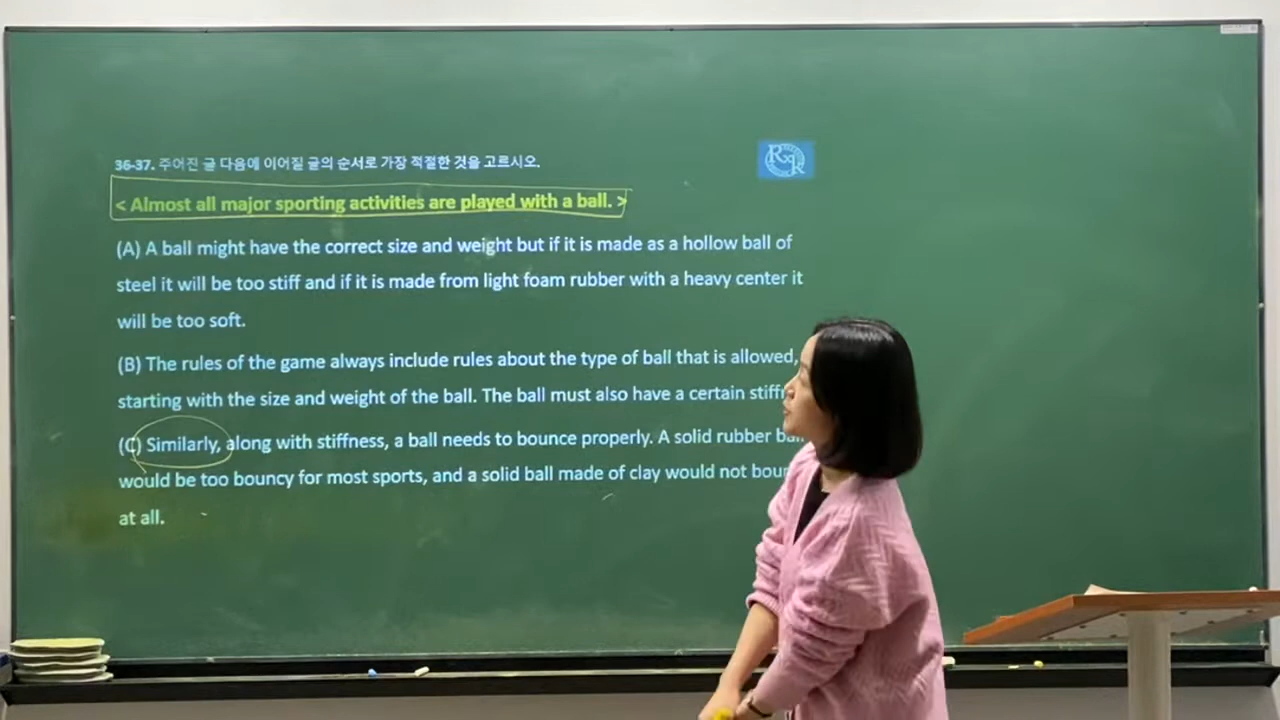 36-37. 주어진 글 다음에 이어질 글의 순서로 가장 적절한 것을 고르시오.
< Almost all major sporting activities are played with a ball. >
(A) A ball might have the correct size and weight but if it is made as a hollow ball of
steel it will be too stiff and if it is made from light foam rubber with a heavy center it
will be too soft.
(B) The rules of the game always include rules about the type of ball that is allowed,
starting with the size and weight of the ball. The ball must also have a certain
(C) Similarly, along with stiffness, a ball needs to bounce properly. A solid rubber
would be too bouncy for most sports, and a solid ball made of clay would not
at all.